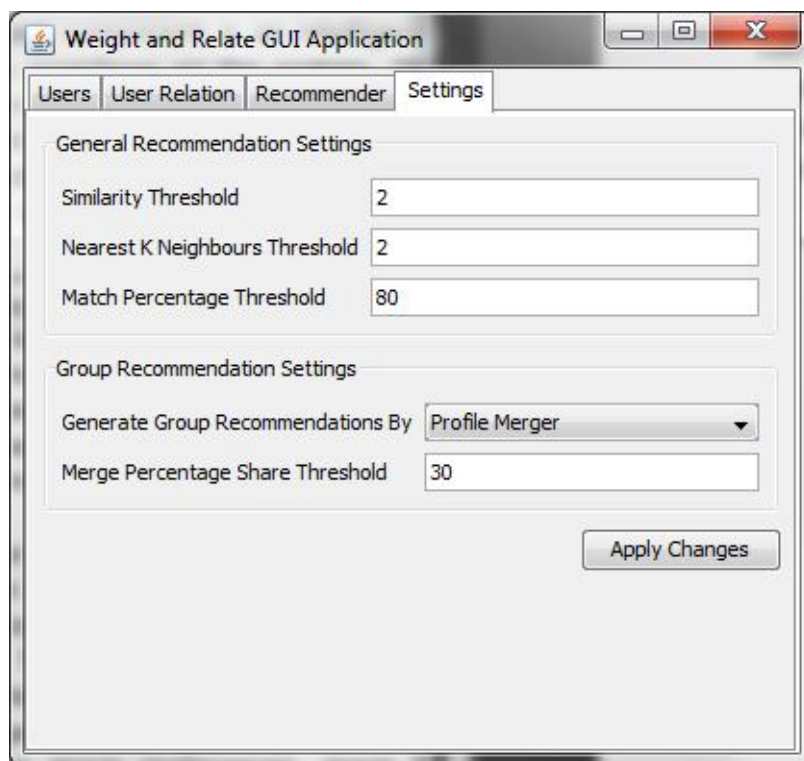 Weight and Relate GUI Application
Users User Relation Recommender Settings
General Recommendation Settings
Similarity Threshold 2
Nearest K Neighbours Threshold 2
Match Percentage Threshold 80
Group Recommendation Settings
Generate Group Recommendations By Profile Merger
Merge Percentage Share Threshold 30
Apply Changes